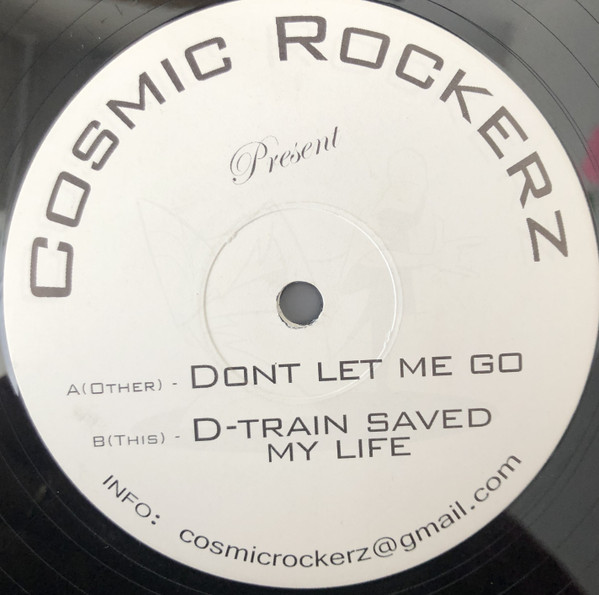 COSMIC ROCKERZ
Present
A(OTHER) - DONT LET ME GO
B(THIS) - D-TRAIN SAVED
MY LIFE
INFO: cosmicrockerz@gmail.com